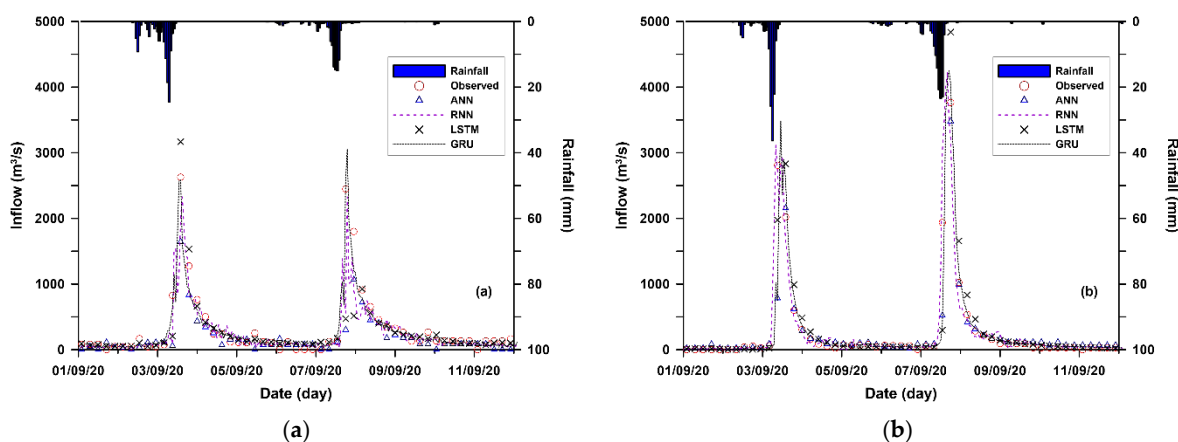 5000 0 5000 0
Rainfall
Observed
ANN
RNN
LSTM
GRU
Rainfall
Observed
ANN
RNN
LSTM
GRU
4000 20 4000 20
3000 40 3000 40
2000 60 2000 60
1000 80 1000 80
0 100 0 100
Inflow (m³/s)
Rainfall (mm)
Inflow (m³/s)
Rainfall (mm)
(a) (b)
01/09/20 03/09/20 05/09/20 07/09/20 09/09/20 11/09/20 01/09/20 03/09/20 05/09/20 07/09/20 09/09/20 11/09/20
Date (day) Date (day)
(a) (b)